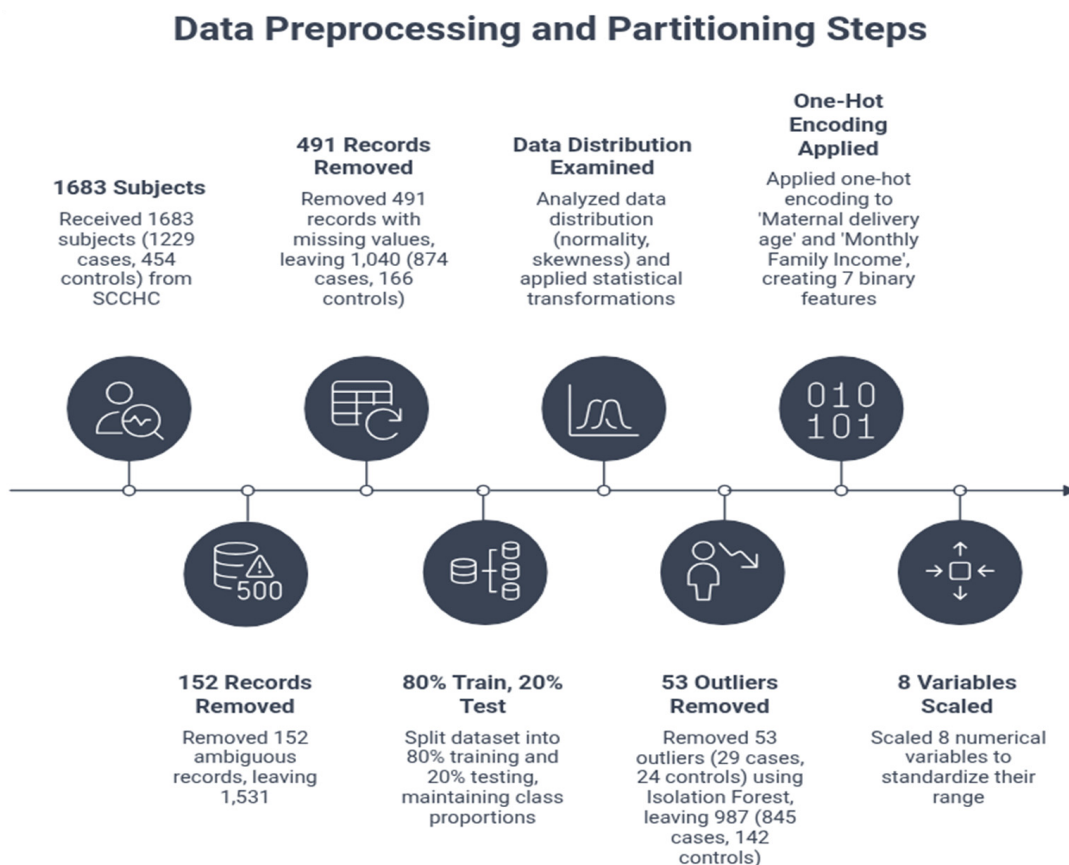 Data Preprocessing and Partitioning Steps
1683 Subjects
Received 1683
subjects (1229
cases, 454
controls) from
SCCHC
152 Records
Removed
Removed 152
ambiguous
records, leaving
1,531
491 Records
Removed
Removed 491
records with
missing values,
leaving 1,040 (874
cases, 166
controls)
80% Train, 20%
Test
Split dataset into
80% training and
20% testing,
maintaining class
proportions
Data Distribution
Examined
Analyzed data
distribution
(normality,
skewness) and
applied statistical
transformations
53 Outliers
Removed
Removed 53
outliers (29 cases,
24 controls) using
Isolation Forest,
leaving 987 (845
cases, 142
controls)
One-Hot
Encoding
Applied
Applied one-hot
encoding to
'Maternal delivery
age' and 'Monthly
Family Income',
creating 7 binary
features
8 Variables
Scaled
Scaled 8 numerical
variables to
standardize their
range
010
101
500